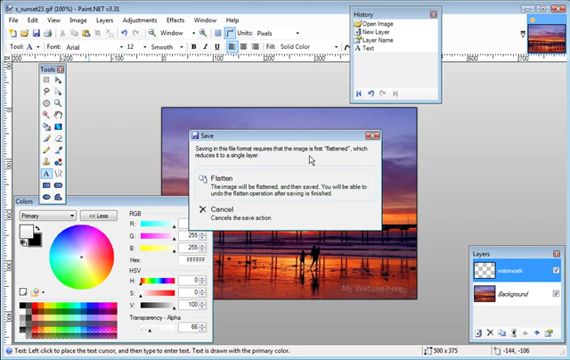 s_sunset23.gif (100%) - Paint.NET v3.31
File Edit View Image Layers Adjustments Effects Window Help
Units: Pixels
Tool: A Font: Arial 12 Smooth Fill: Solid Color
History
Open Image
New Layer
Layer Name
Text
Tools
Save
Saving in this file format requires that the image is first "flattened", which
reduces it to a single layer.
Flatten
The image will be flattened, and then saved. You will be able to
undo the flatten operation after saving is finished.
Cancel
Cancels the save action.
Colors
Primary
<< Less
RGB
R:
G: 255
B: 255
Hex: FFFFFF
HSV
H: 0
S: 0
V: 100
Transparency - Alpha
66
My Website here
Layers
waterwark
Background
Text: Left click to place the text cursor, and then type to enter text. Text is drawn with the primary color.
500 x 375
-144, -106